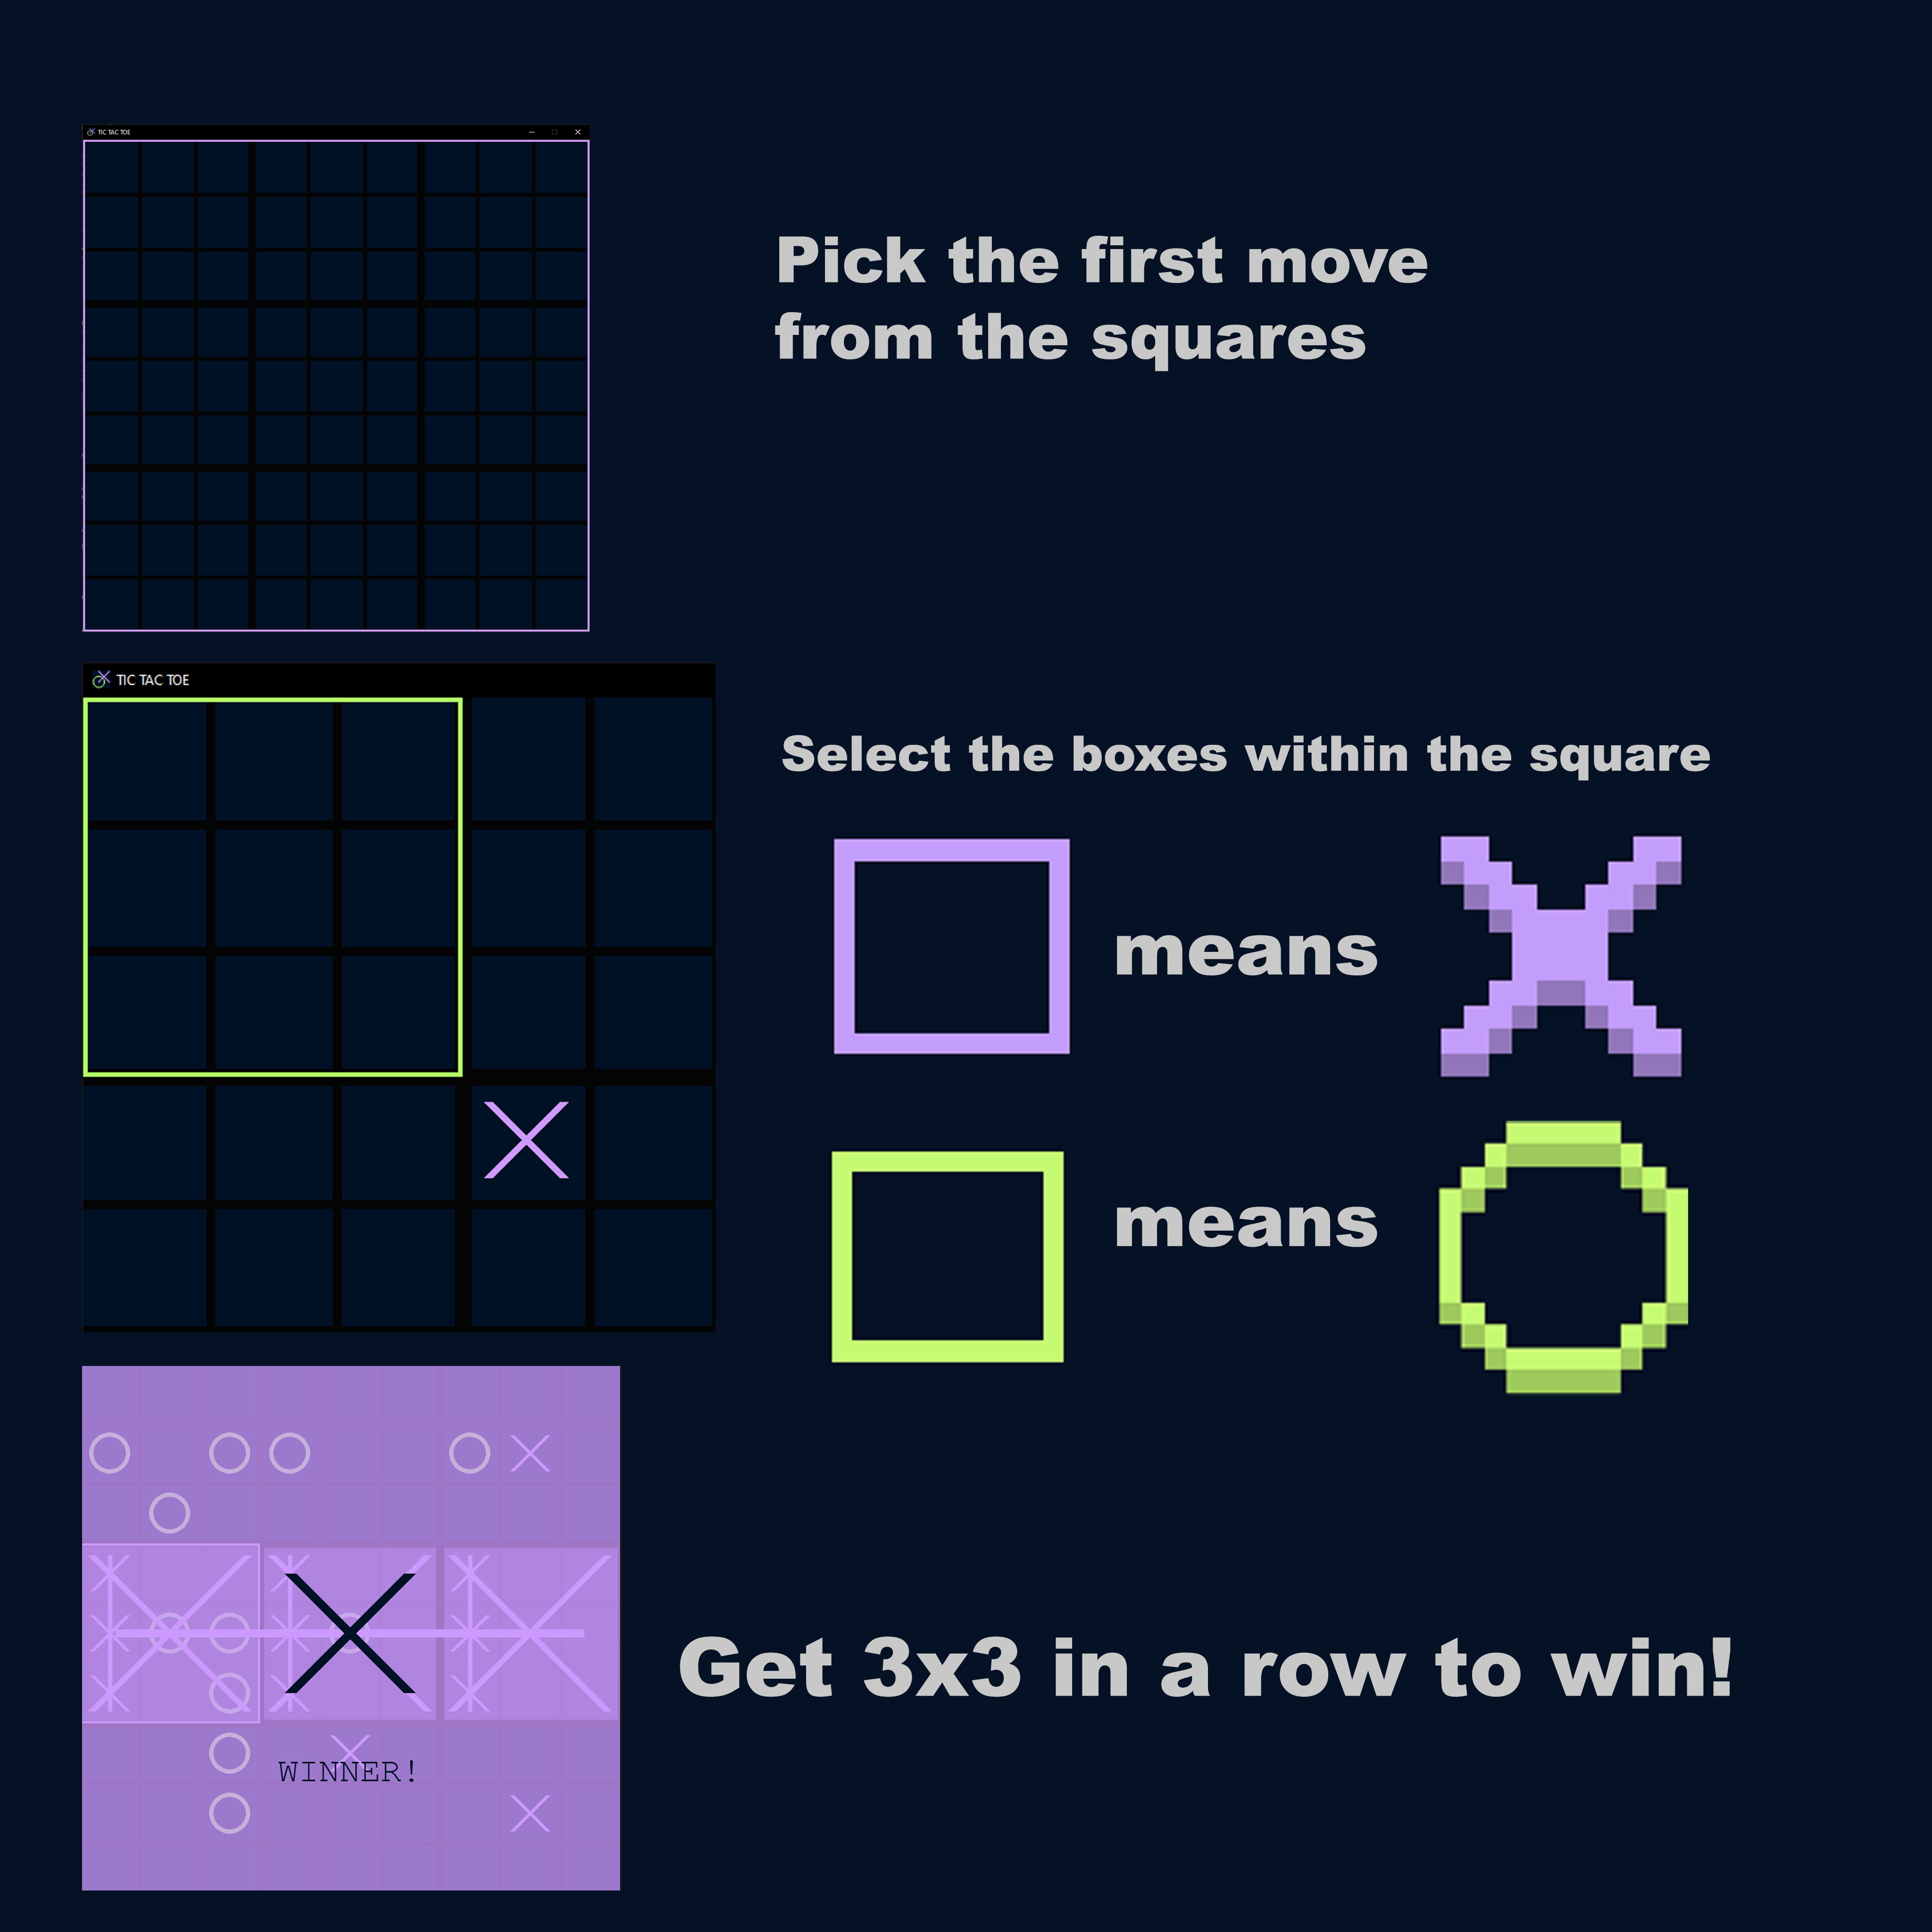 TIC TAC TOE
Pick the first move
from the squares
TIC TAC TOE
Select the boxes within the square
means
means
WINNER!
Get 3x3 in a row to win!